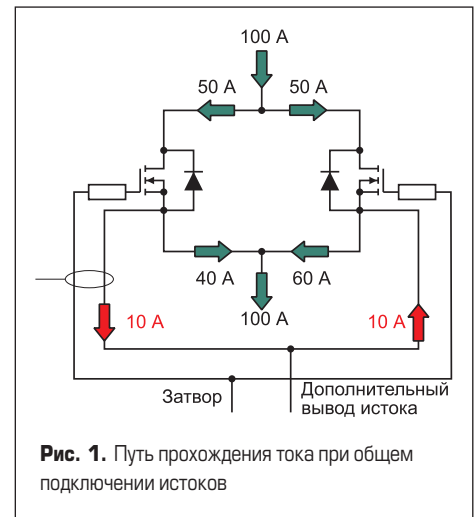 100 A
50 A 50 A
40 A 60 A
10 А 100 A 10 А
Затвор Дополнительный
вывод истока
Рис. 1. Путь прохождения тока при общем
подключении истоков